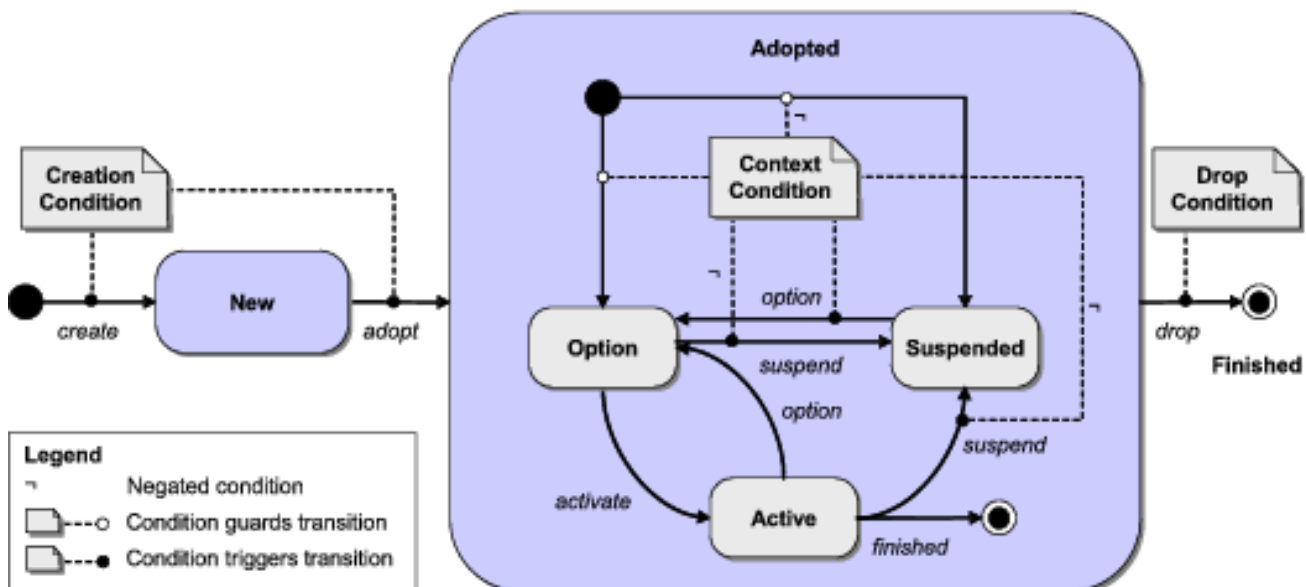 Adopted
¬
Creation
Condition
Context
Condition
Drop
Condition
¬
¬
New
option
create
adopt
Option
Suspended
drop
suspend
Finished
option
suspend
Legend
¬ Negated condition
activate
Active
Condition guards transition
finished
Condition triggers transition